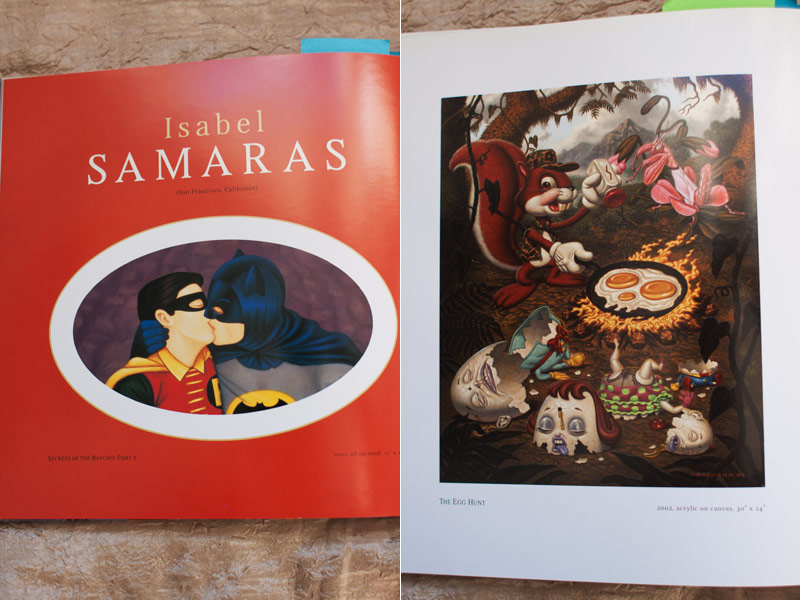 Isabel
SAMARAS
(San Francisco, California)
SECRETS OF THE BATCAVE PART 2
2002, oil on wood, 15" x
THE EGG HUNT
2002, acrylic on canvas, 30" x 24"